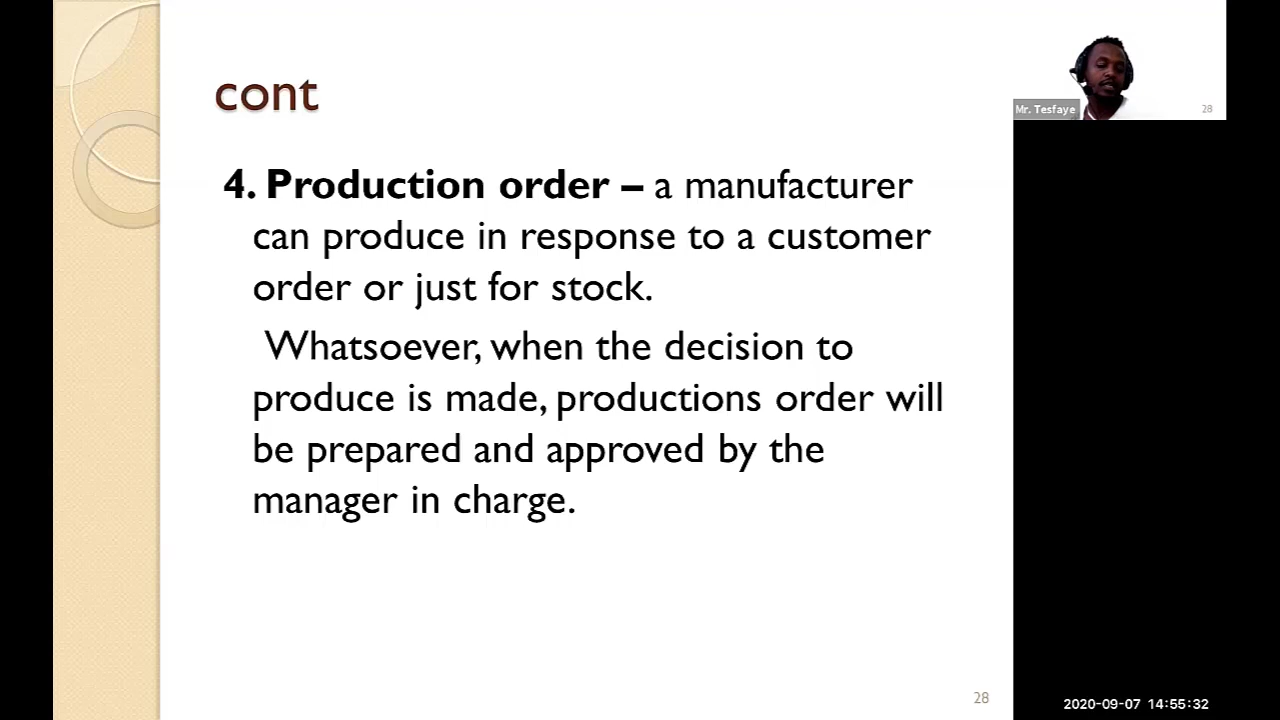 cont
Mr. Tesfaye
28
4. Production order – a manufacturer
can produce in response to a customer
order or just for stock.
Whatsoever, when the decision to
produce is made, productions order will
be prepared and approved by the
manager in charge.
28
2020-09-07 14:55:32